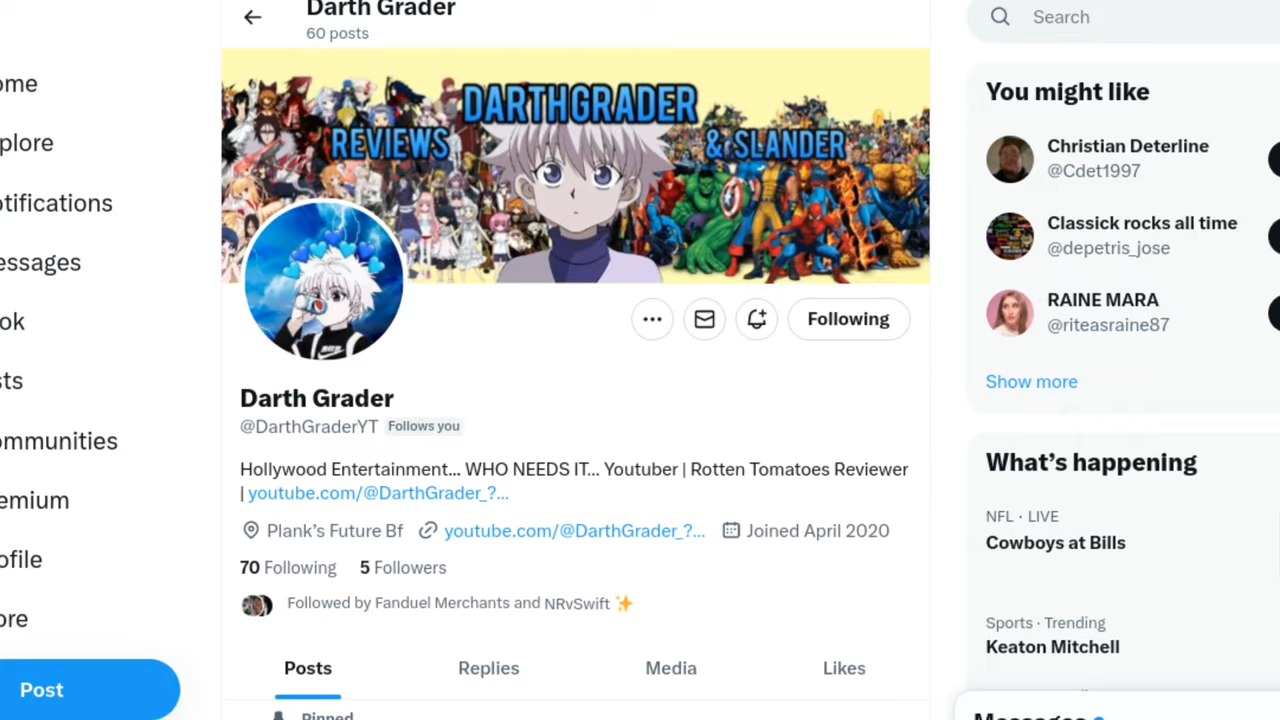 Darth Grader
60 posts
ome
plore
otifications
essages
ok
ts
ommunities
emium
ofile
ore
Post
DARTHGRADER
REVIEWS
& SLANDER
Following
Darth Grader
@DarthGraderYT Follows you
Hollywood Entertainment... WHO NEEDS IT... Youtuber | Rotten Tomatoes Reviewer
| youtube.com/@DarthGrader_?...
Plank's Future Bf youtube.com/@DarthGrader_?... Joined April 2020
70 Following 5 Followers
Followed by Fanduel Merchants and NRvSwift ✨
Posts Replies Media Likes
Pinned
Search
You might like
Christian Deterline
@Cdet1997
Classick rocks all time
@depetris_jose
RAINE MARA
@riteasraine87
Show more
What's happening
NFL · LIVE
Cowboys at Bills
Sports · Trending
Keaton Mitchell
Messages